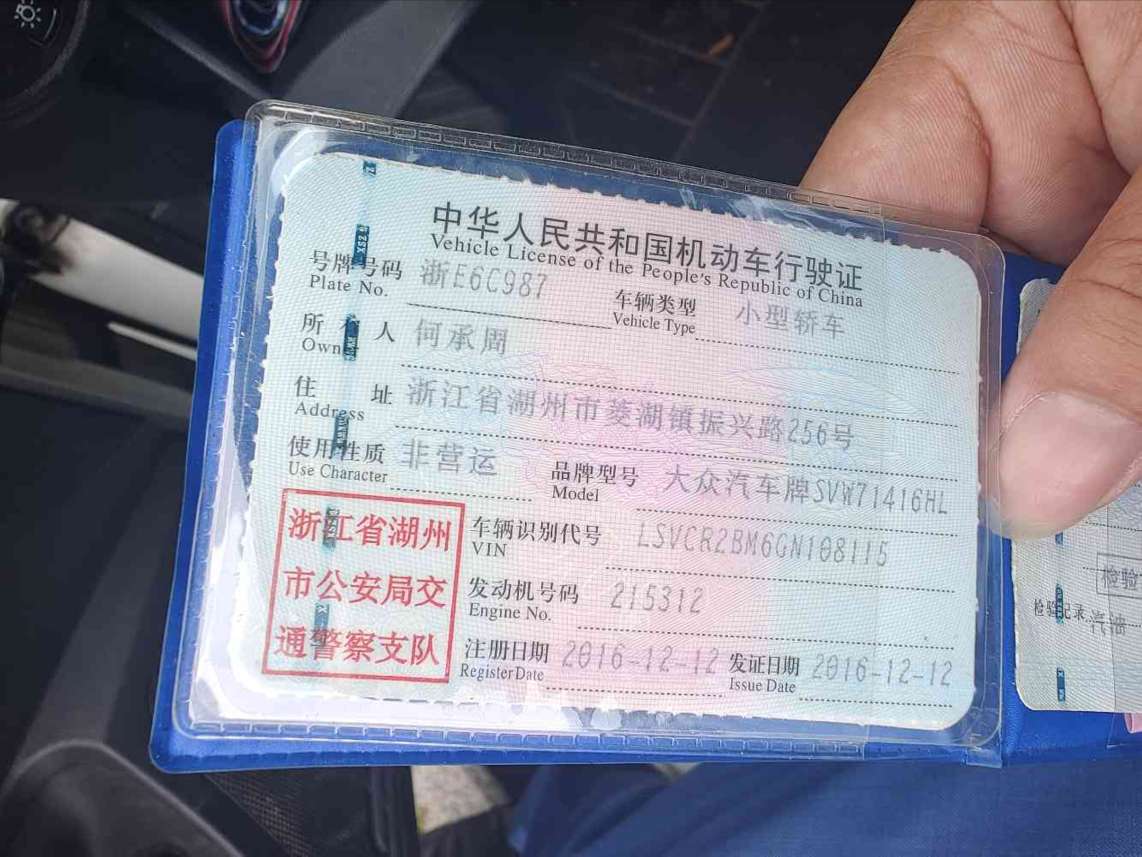 中华人民共和国机动车行驶证
Vehicle License of the People's Republic of China
号牌号码 浙E6C987 车辆类型 小型轿车
Plate No. Vehicle Type
所 人 何承周
Own
住 址 浙江省湖州市菱湖镇振兴路256号
Address
使用性质 非营运 品牌型号 大众汽车牌SVW71416HL
Use Character Model
浙江省湖州
市公安局交
通警察支队
车辆识别代号 LSVCR2BM6GN108115
VIN
发动机号码 215312
Engine No.
注册日期 2016-12-12 发证日期 2016-12-12
Register Date Issue Date
检验
检验记录 汽油